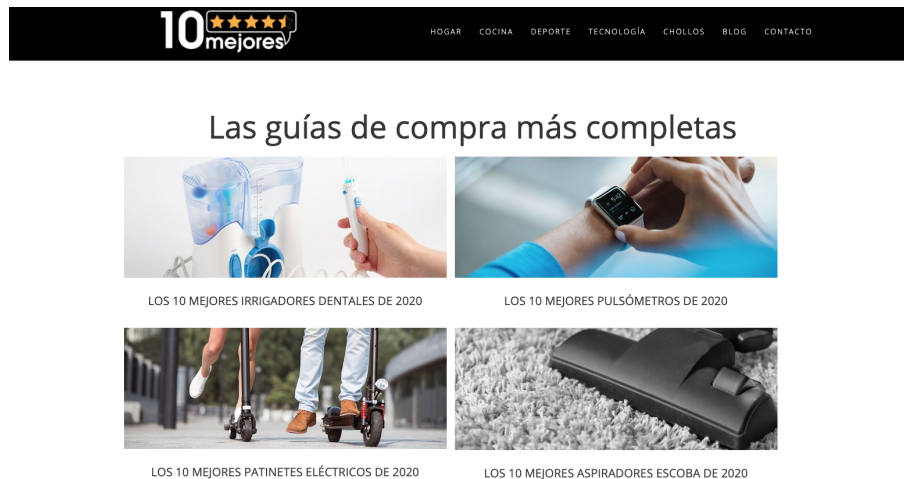 10 mejores
HOGAR COCINA DEPORTE TECNOLOGÍA CHOLLOS BLOG CONTACTO
Las guías de compra más completas
LOS 10 MEJORES IRRIGADORES DENTALES DE 2020
LOS 10 MEJORES PULSÓMETROS DE 2020
LOS 10 MEJORES PATINETES ELÉCTRICOS DE 2020
LOS 10 MEJORES ASPIRADORES ESCOBA DE 2020